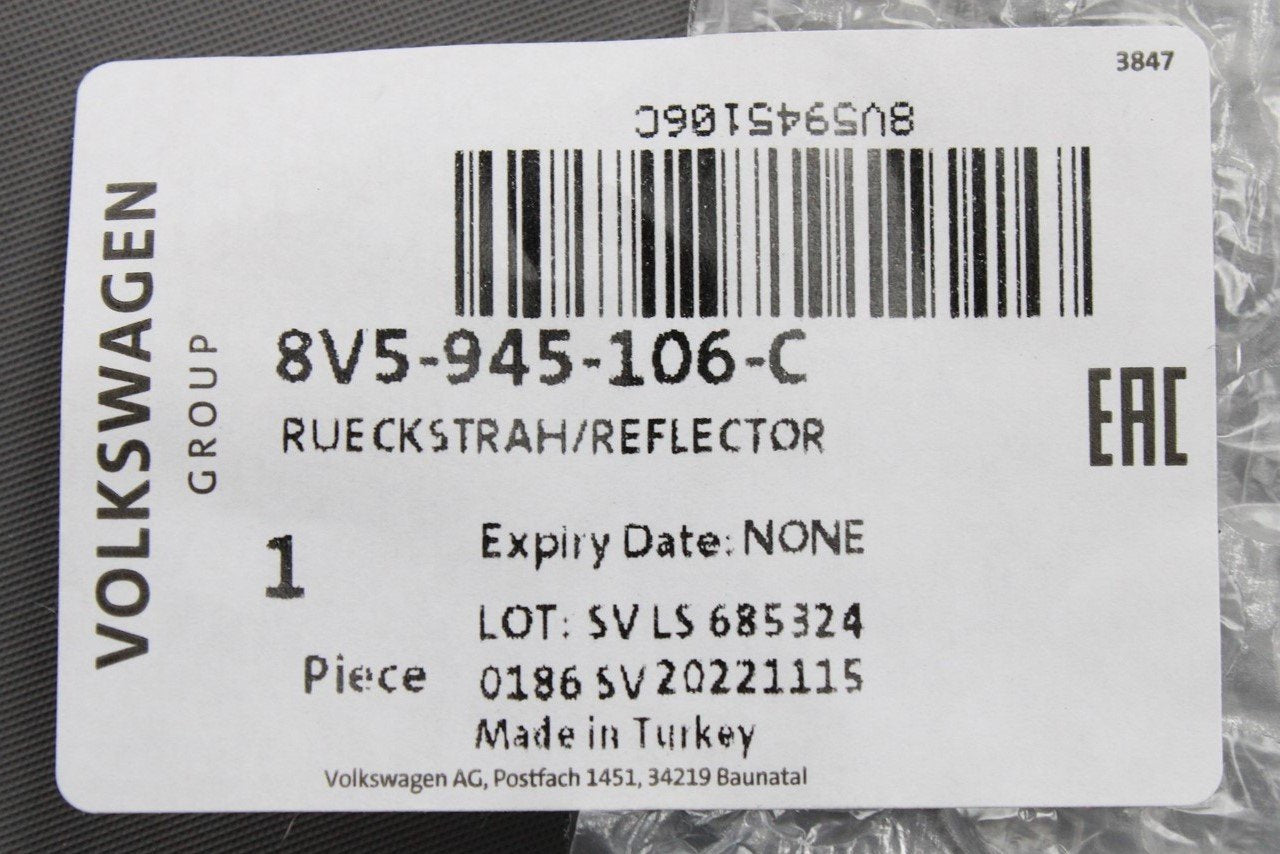 3847
8V5945106C
VOLKSWAGEN
GROUP
8V5-945-106-C
RUECKSTRAH/REFLECTOR
EAC
1
Piece
Expiry Date: NONE
LOT: SV LS 685324
0186 SV 20221115
Made in Turkey
Volkswagen AG, Postfach 1451, 34219 Baunatal